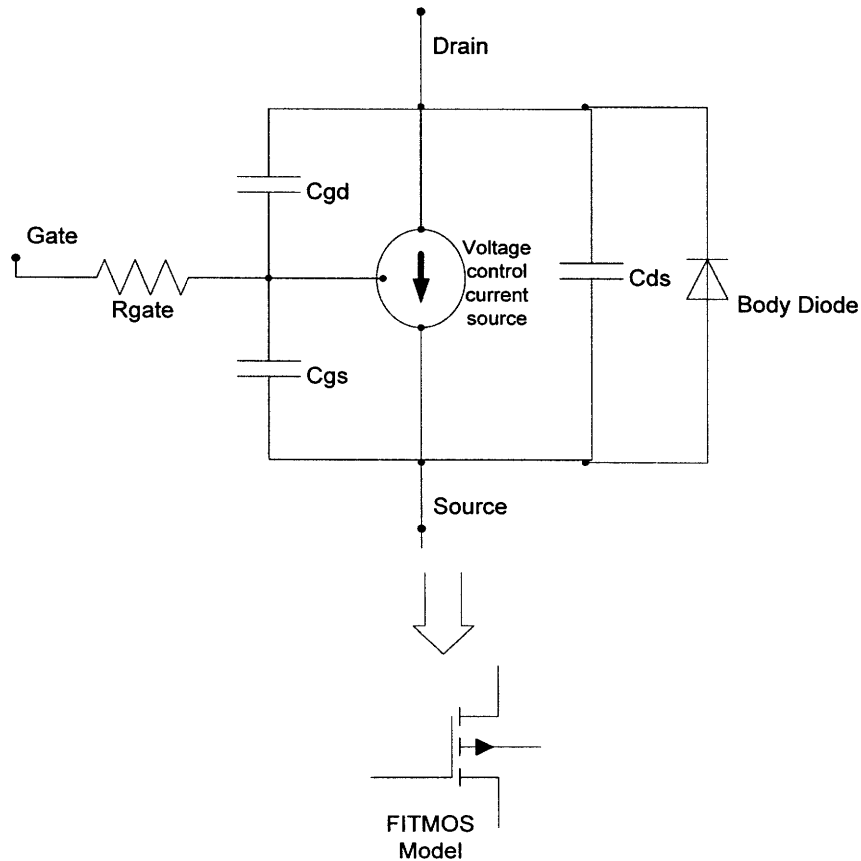 Drain
Cgd
Gate
Voltage
control
current
source
Cds
Rgate
Body Diode
Cgs
Source
FITMOS
Model